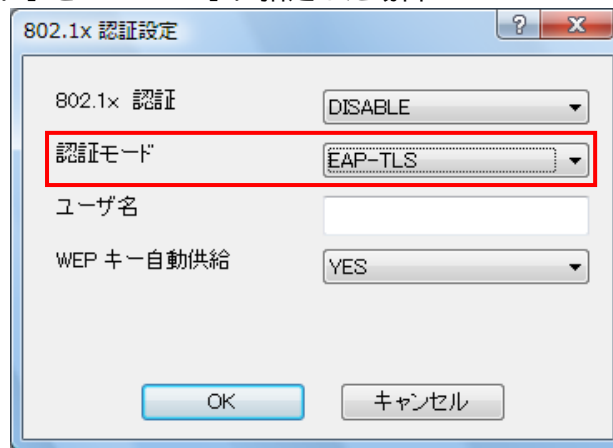 802.1x 認証設定
802.1x 認証 DISABLE
認証モード EAP-TLS
ユーザ名
WEP キー自動供給 YES
OK キャンセル